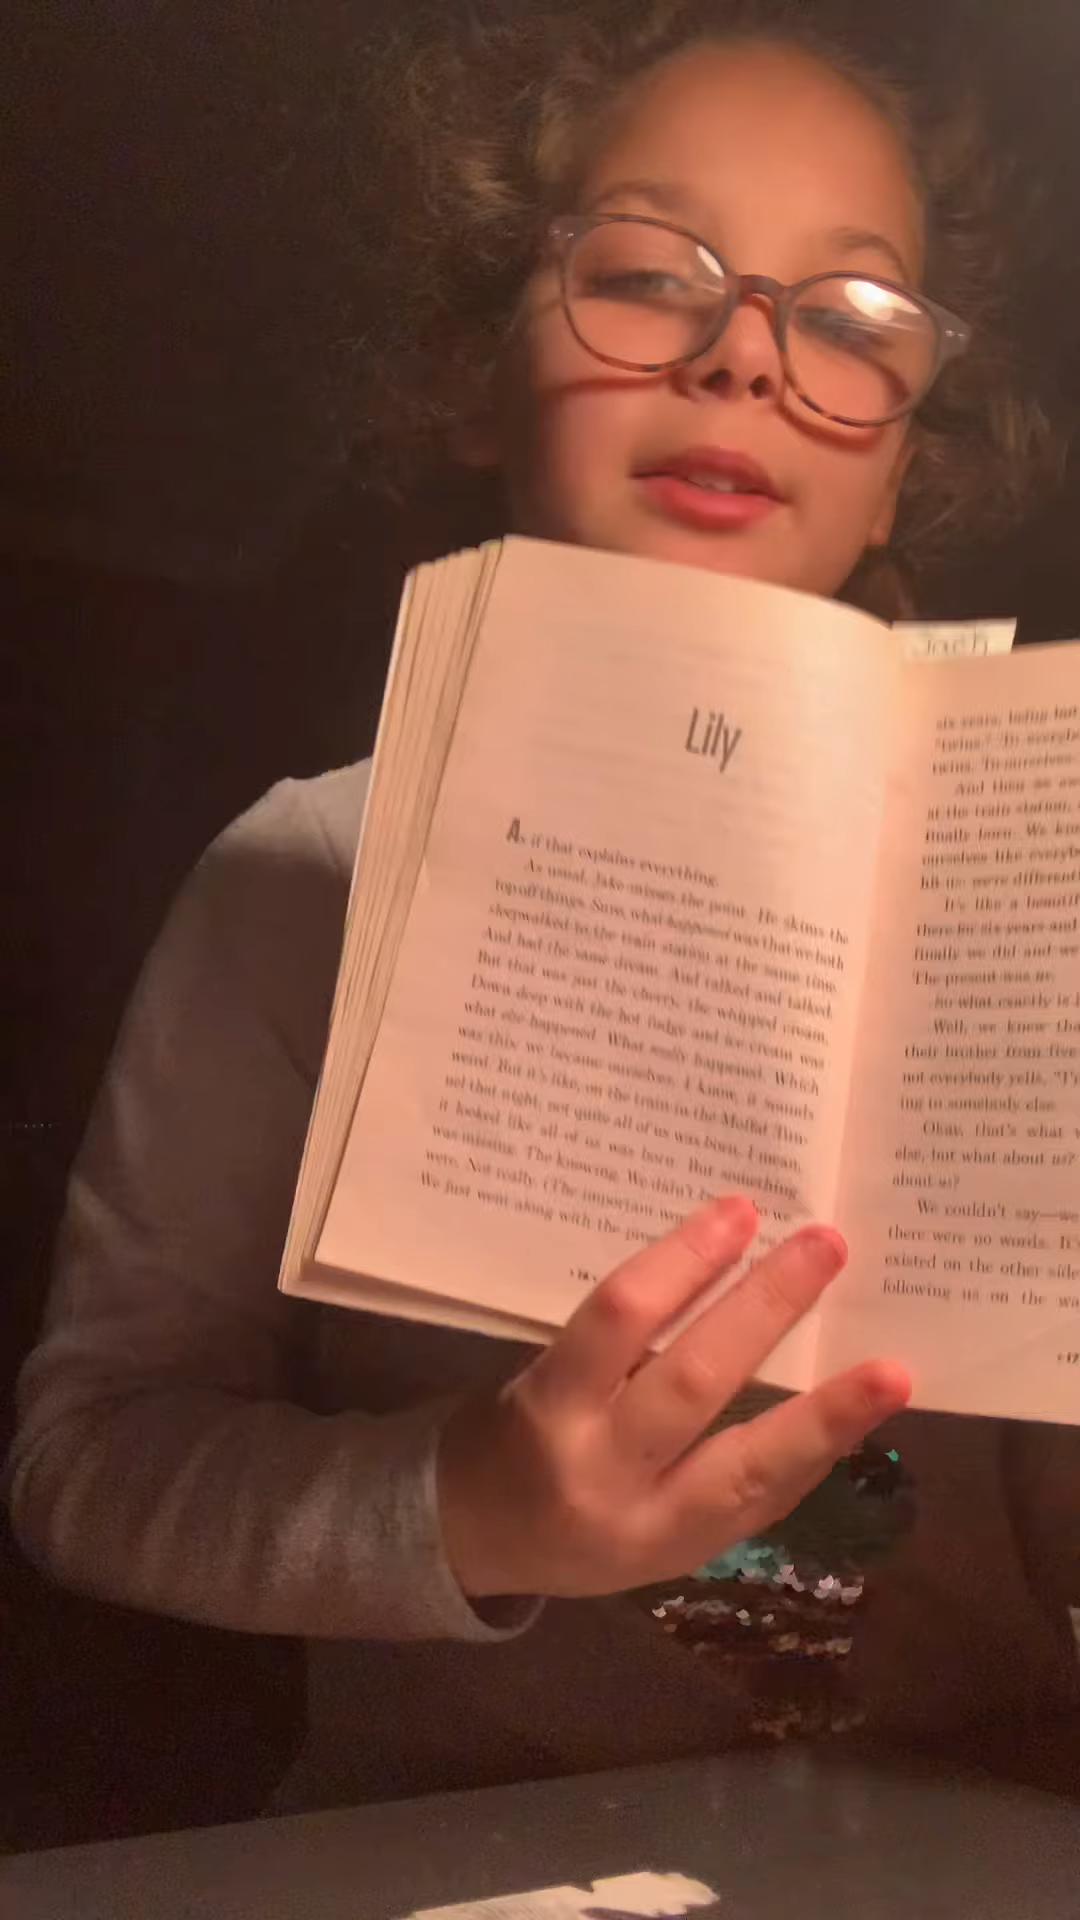 Jach
Lily
As if that explains everything.
As usual, Jake misses the point. He skims the
top off things. Sure, what happened was that we both
sleepwalked to the train station at the same time.
And had the same dream. And talked and talked.
But that was just the cherry, the whipped cream.
Down deep with the hot fudge and ice cream was
what else happened. What really happened. Which
was this: we became ourselves. I know, it sounds
weird. But it's like, on the train in the Moffat Tun-
nel that night, not quite all of us was born. I mean,
it looked like all of us was born. But something
was missing. The knowing. We didn't who we
were. Not really. (The important
We just went along with the
six years, being
"twins." To
twins. To ourselves,
And then we
at the train station,
finally born. We
ourselves like
hit us: we're
It's like a
there for six years and
finally we did and we
The present was us.
So what exactly is
Well, we knew
their brother from five
not everybody yells,
ing to somebody else.
Okay, that's what
else, but what about us?
about us?
We couldn't say—we
there were no words. It's
existed on the other side
following us on the
• 16 •
• 17